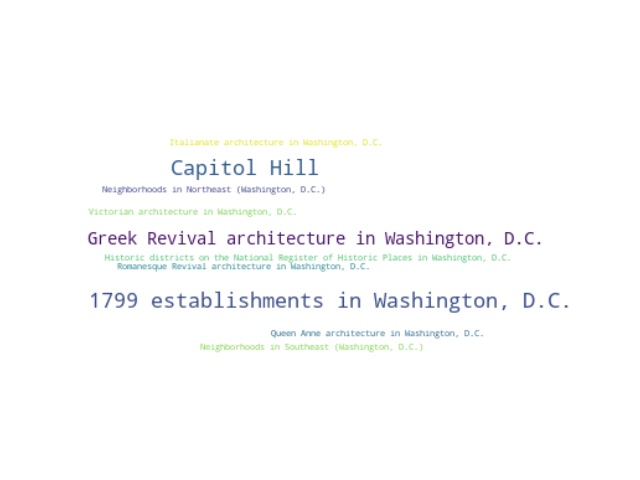 Italianate architecture in Washington, D.C.
Capitol Hill
Neighborhoods in Northeast (Washington, D.C.)
Victorian architecture in Washington, D.C.
Greek Revival architecture in Washington, D.C.
Historic districts on the National Register of Historic Places in Washington, D.C.
Romanesque Revival architecture in Washington, D.C.
1799 establishments in Washington, D.C.
Queen Anne architecture in Washington, D.C.
Neighborhoods in Southeast (Washington, D.C.)